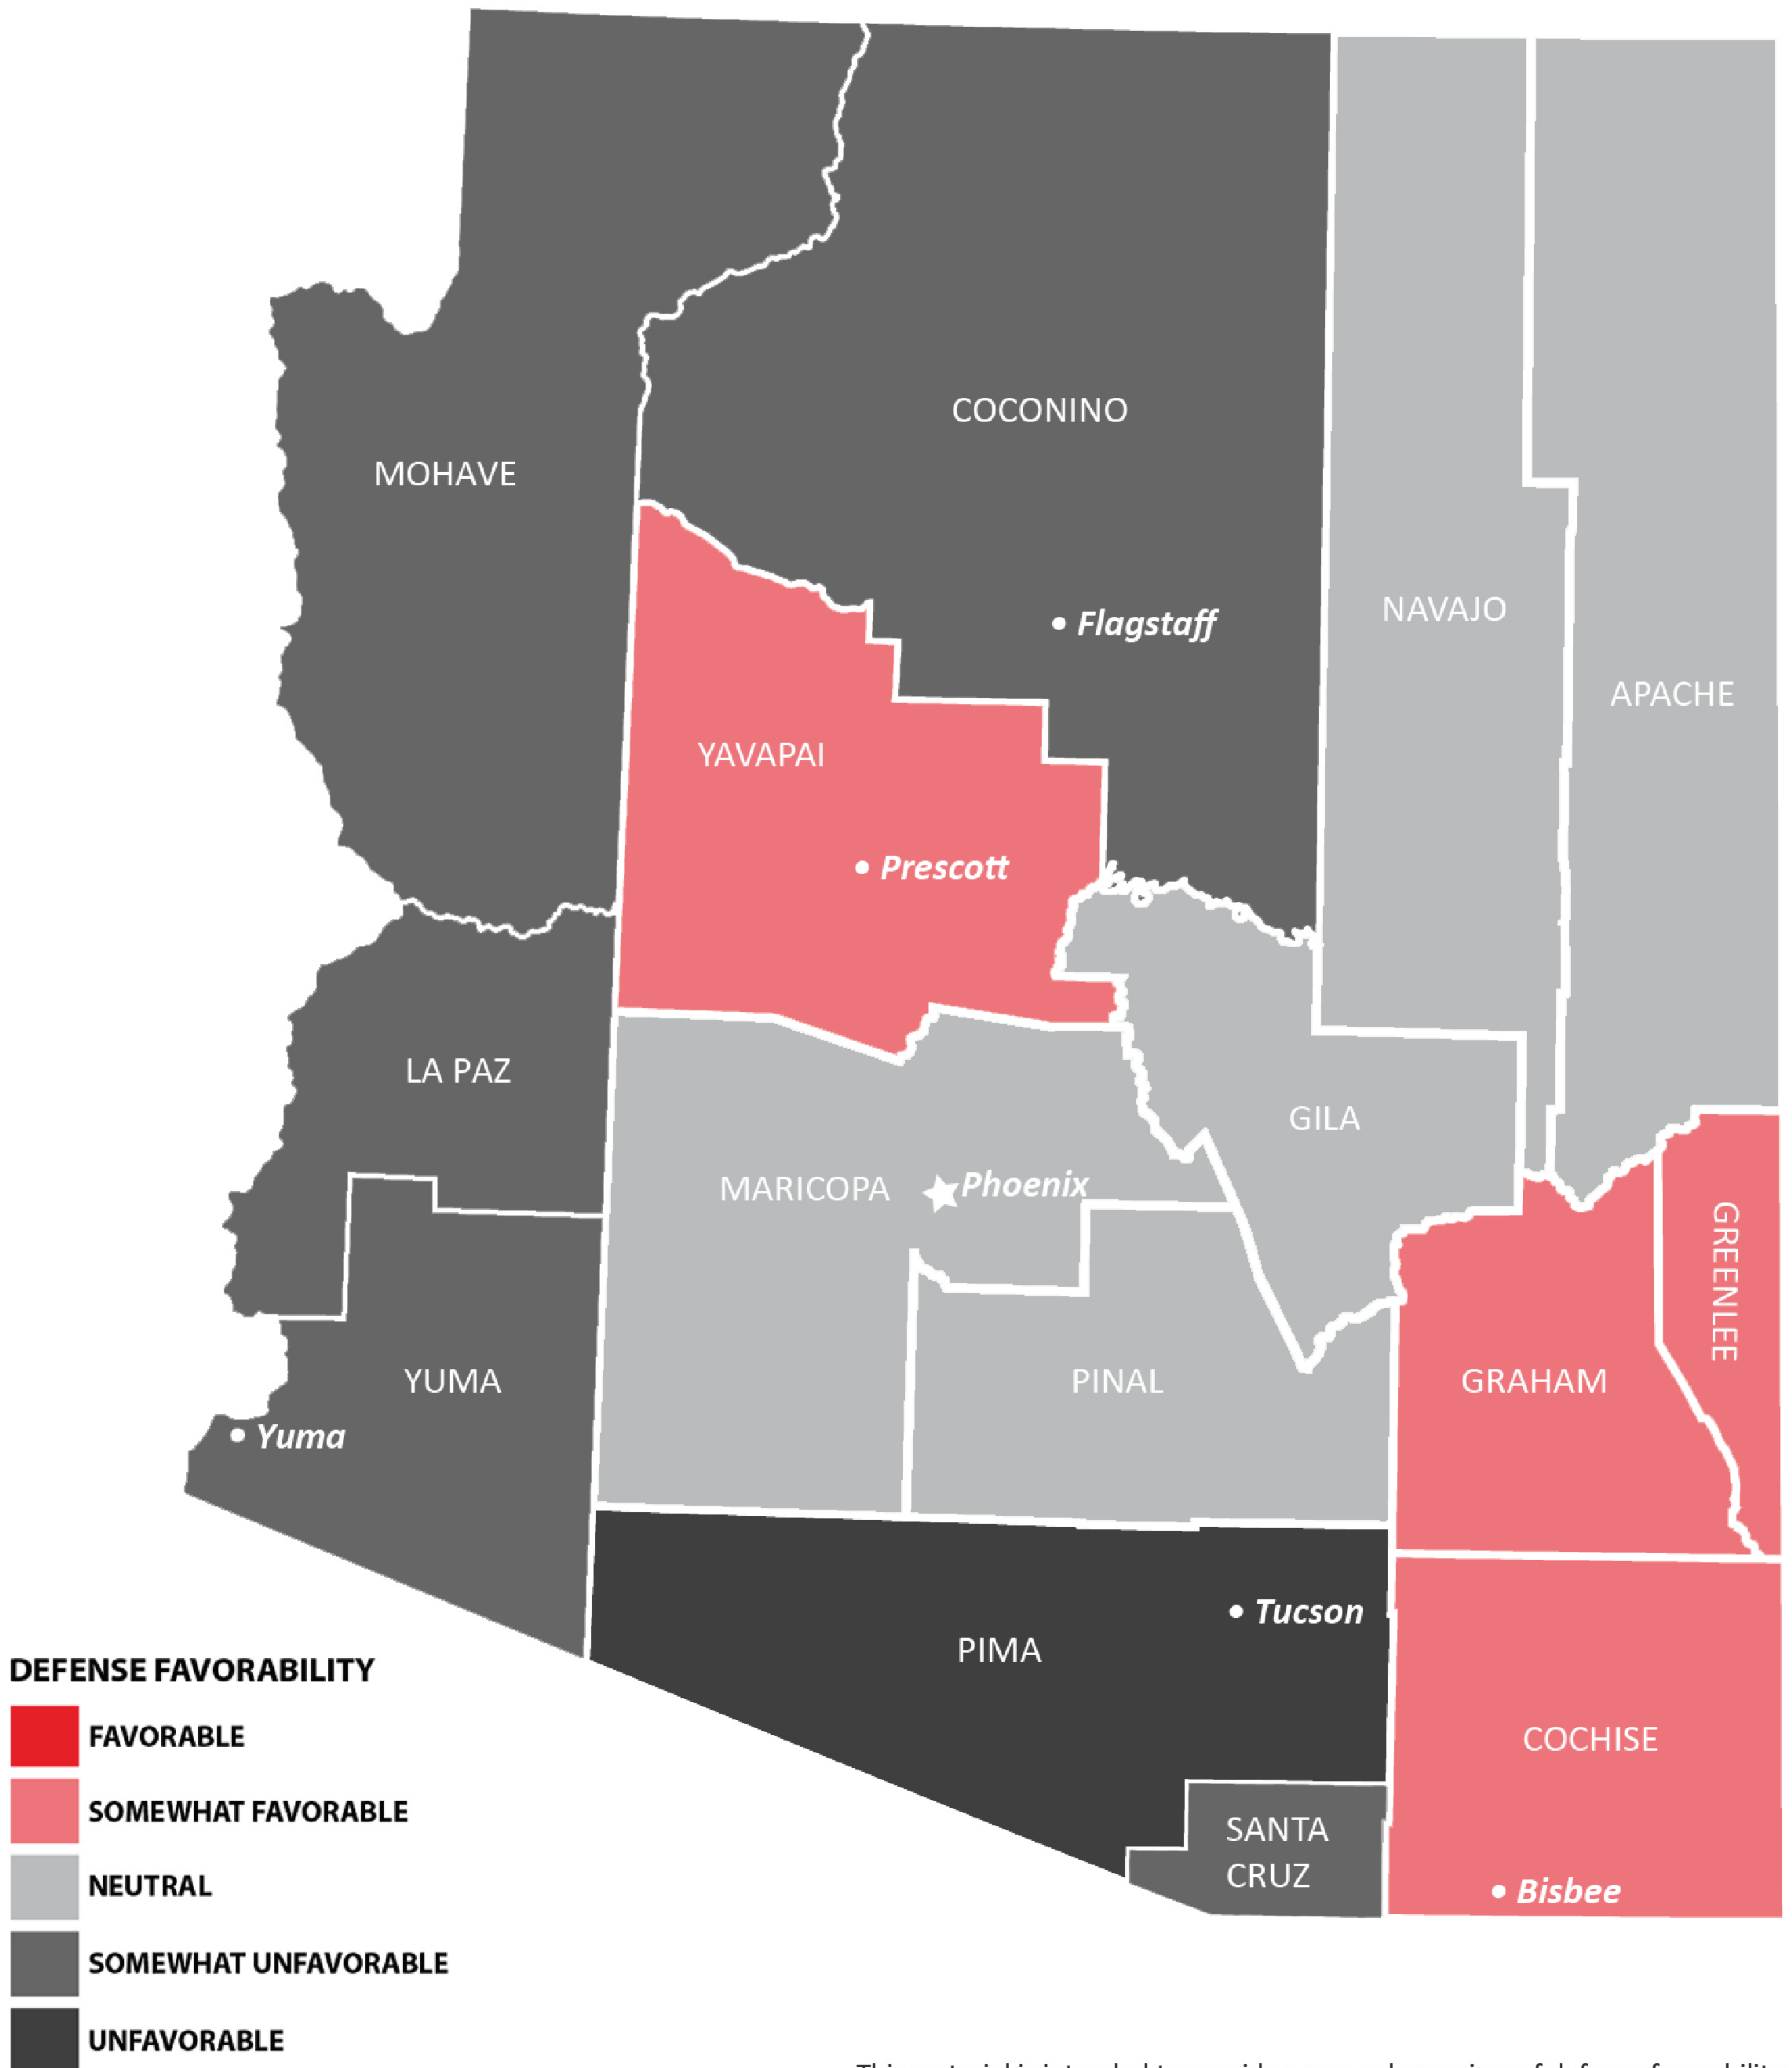 COCONINO
MOHAVE
NAVAJO
Flagstaff
APACHE
YAVAPAI
Prescott
LA PAZ
GILA
MARICOPA
Phoenix
GREENLEE
YUMA
PINAL
GRAHAM
Yuma
Tucson
PIMA
DEFENSE FAVORABILITY
FAVORABLE
SOMEWHAT FAVORABLE
NEUTRAL
SOMEWHAT UNFAVORABLE
UNFAVORABLE
COCHISE
SANTA
CRUZ
Bisbee